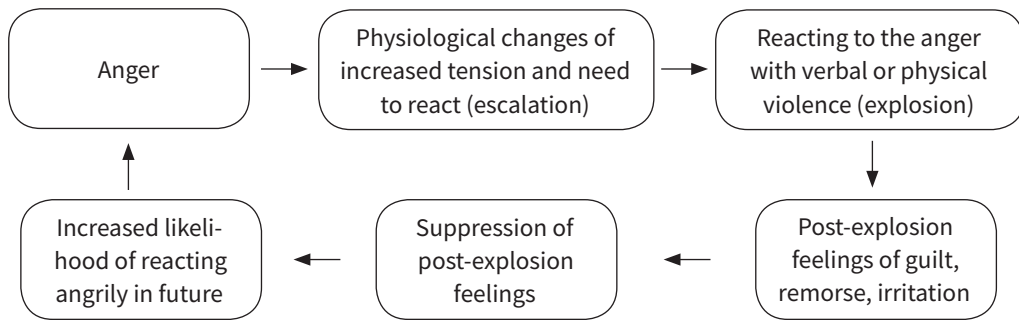 Anger
Physiological changes of
increased tension and need
to react (escalation)
Reacting to the anger
with verbal or physical
violence (explosion)
Post-explosion
feelings of guilt,
remorse, irritation
Suppression of
post-explosion
feelings
Increased likeli-
hood of reacting
angrily in future